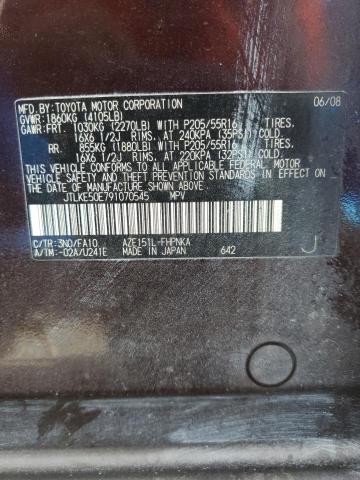 MFD.BY:TOYOTA MOTOR CORPORATION 06/08
GVWR:1860KG (4105LB)
GAWR:FRT. 1030KG (2270LB) WITH P205/55R16 TIRES,
16X6 1/2J RIMS, AT 240KPA (35PSI) COLD.
RR. 855KG (1880LB) WITH P205/55R16 TIRES,
16X6 1/2J RIMS, AT 220KPA (32PSI) COLD.
THIS VEHICLE CONFORMS TO ALL APPLICABLE FEDERAL MOTOR
VEHICLE SAFETY AND THEFT PREVENTION STANDARDS IN
EFFECT ON THE DATE OF MANUFACTURE SHOWN ABOVE.
JTLKE50E791070545 MPV
C/TR:3N0/FA10 AZE151L-FHPNKA J
A/TM:-02A/U241E MADE IN JAPAN 642